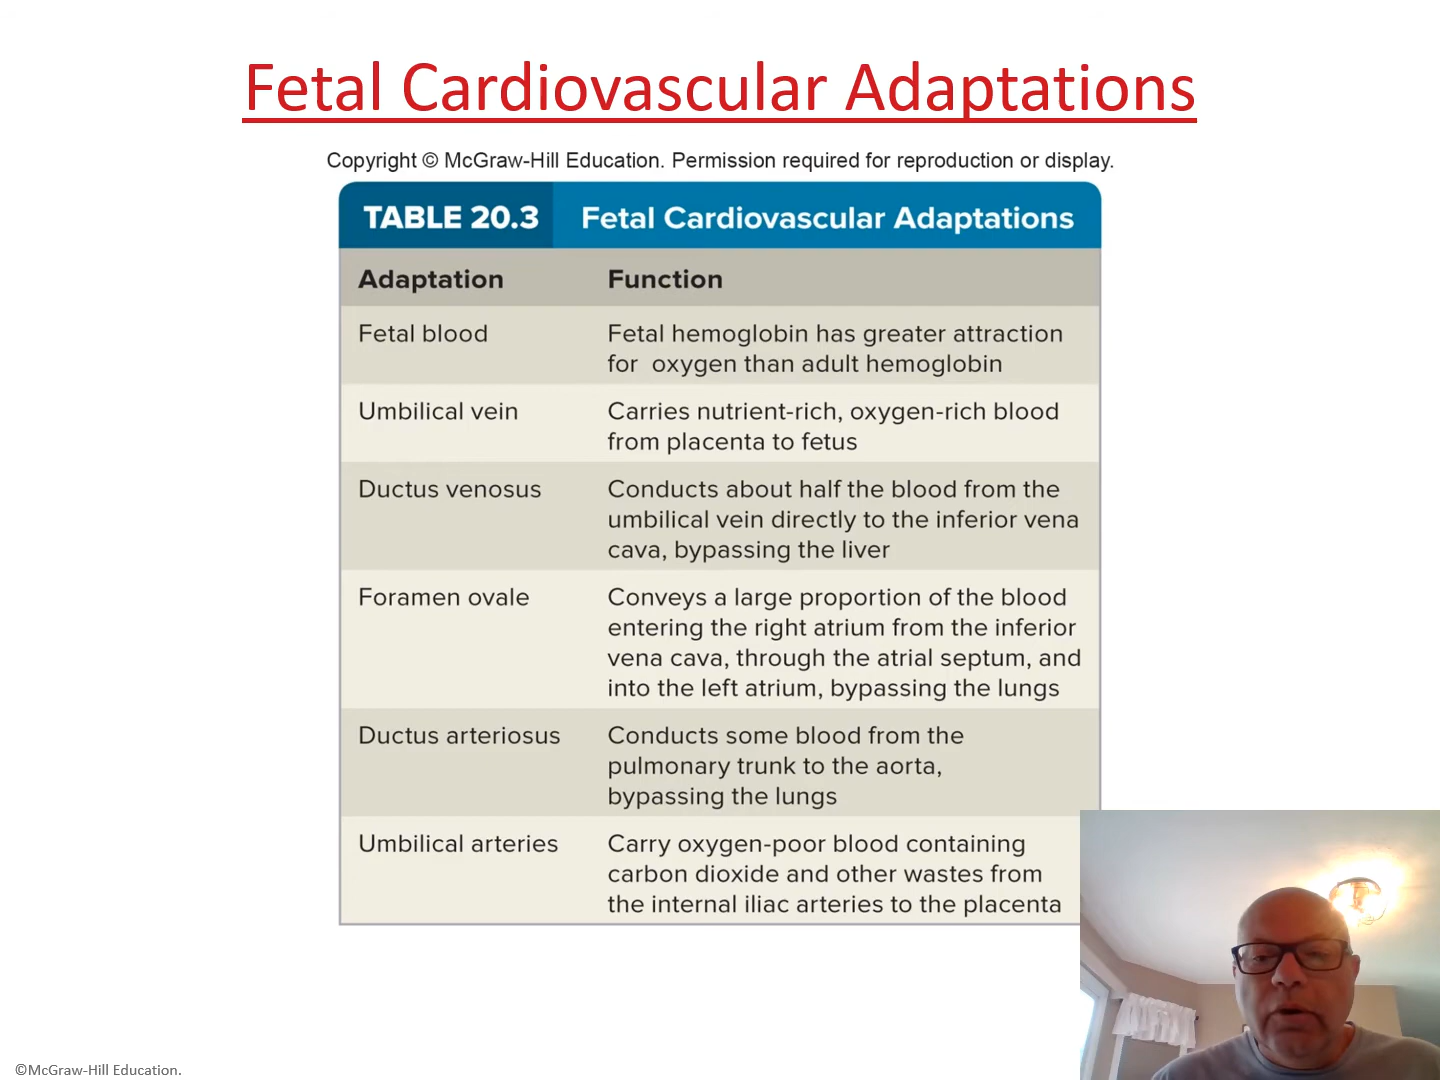 Fetal Cardiovascular Adaptations
Copyright © McGraw-Hill Education. Permission required for reproduction or display.
TABLE 20.3 Fetal Cardiovascular Adaptations
Adaptation Function
Fetal blood Fetal hemoglobin has greater attraction
for oxygen than adult hemoglobin
Umbilical vein Carries nutrient-rich, oxygen-rich blood
from placenta to fetus
Ductus venosus Conducts about half the blood from the
umbilical vein directly to the inferior vena
cava, bypassing the liver
Foramen ovale Conveys a large proportion of the blood
entering the right atrium from the inferior
vena cava, through the atrial septum, and
into the left atrium, bypassing the lungs
Ductus arteriosus Conducts some blood from the
pulmonary trunk to the aorta,
bypassing the lungs
Umbilical arteries Carry oxygen-poor blood containing
carbon dioxide and other wastes from
the internal iliac arteries to the placenta
©McGraw-Hill Education.